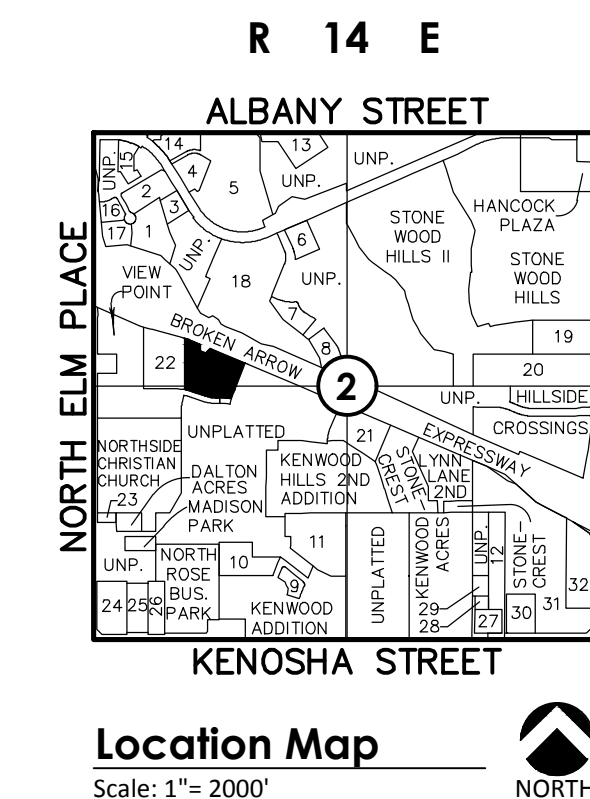 R 14 E
ALBANY STREET
NORTH ELM PLACE
UNP.
15
14
13
UNP.
4
2
5
UNP.
16
3
17
1
UNP.
6
STONE
WOOD
HILLS II
HANCOCK
PLAZA
STONE
WOOD
HILLS
VIEW
POINT
18
UNP.
7
BROKEN ARROW
8
19
22
20
2
UNP.
HILLSIDE
CROSSINGS
EXPRESSWAY
UNPLATTED
21
NORTHSIDE
CHRISTIAN
CHURCH
23
DALTON
ACRES
MADISON
PARK
KENWOOD
HILLS 2ND
ADDITION
STONE-
CREST
LYNN
LANE
2ND
UNP.
NORTH
ROSE
BUS.
PARK
10
11
9
KENWOOD
ADDITION
24
25
26
UNPLATTED
KENWOOD
ACRES
UNP.
12
STONE-
CREST
29
28
27
30
31
32
KENOSHA STREET
Location Map
Scale: 1"= 2000'
NORTH